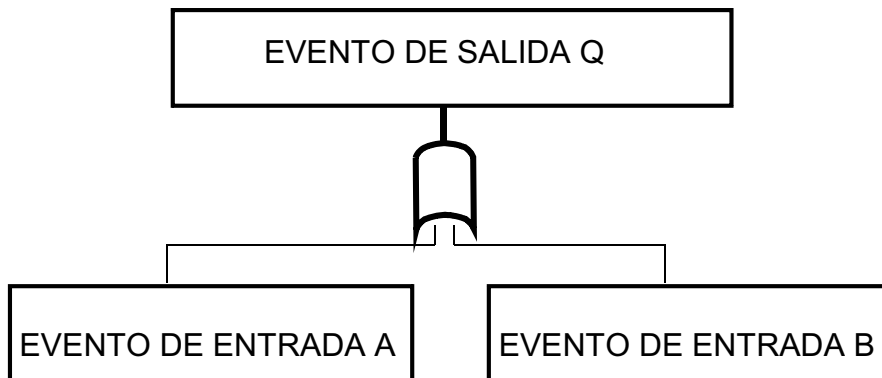 EVENTO DE SALIDA Q
EVENTO DE ENTRADA A
EVENTO DE ENTRADA B